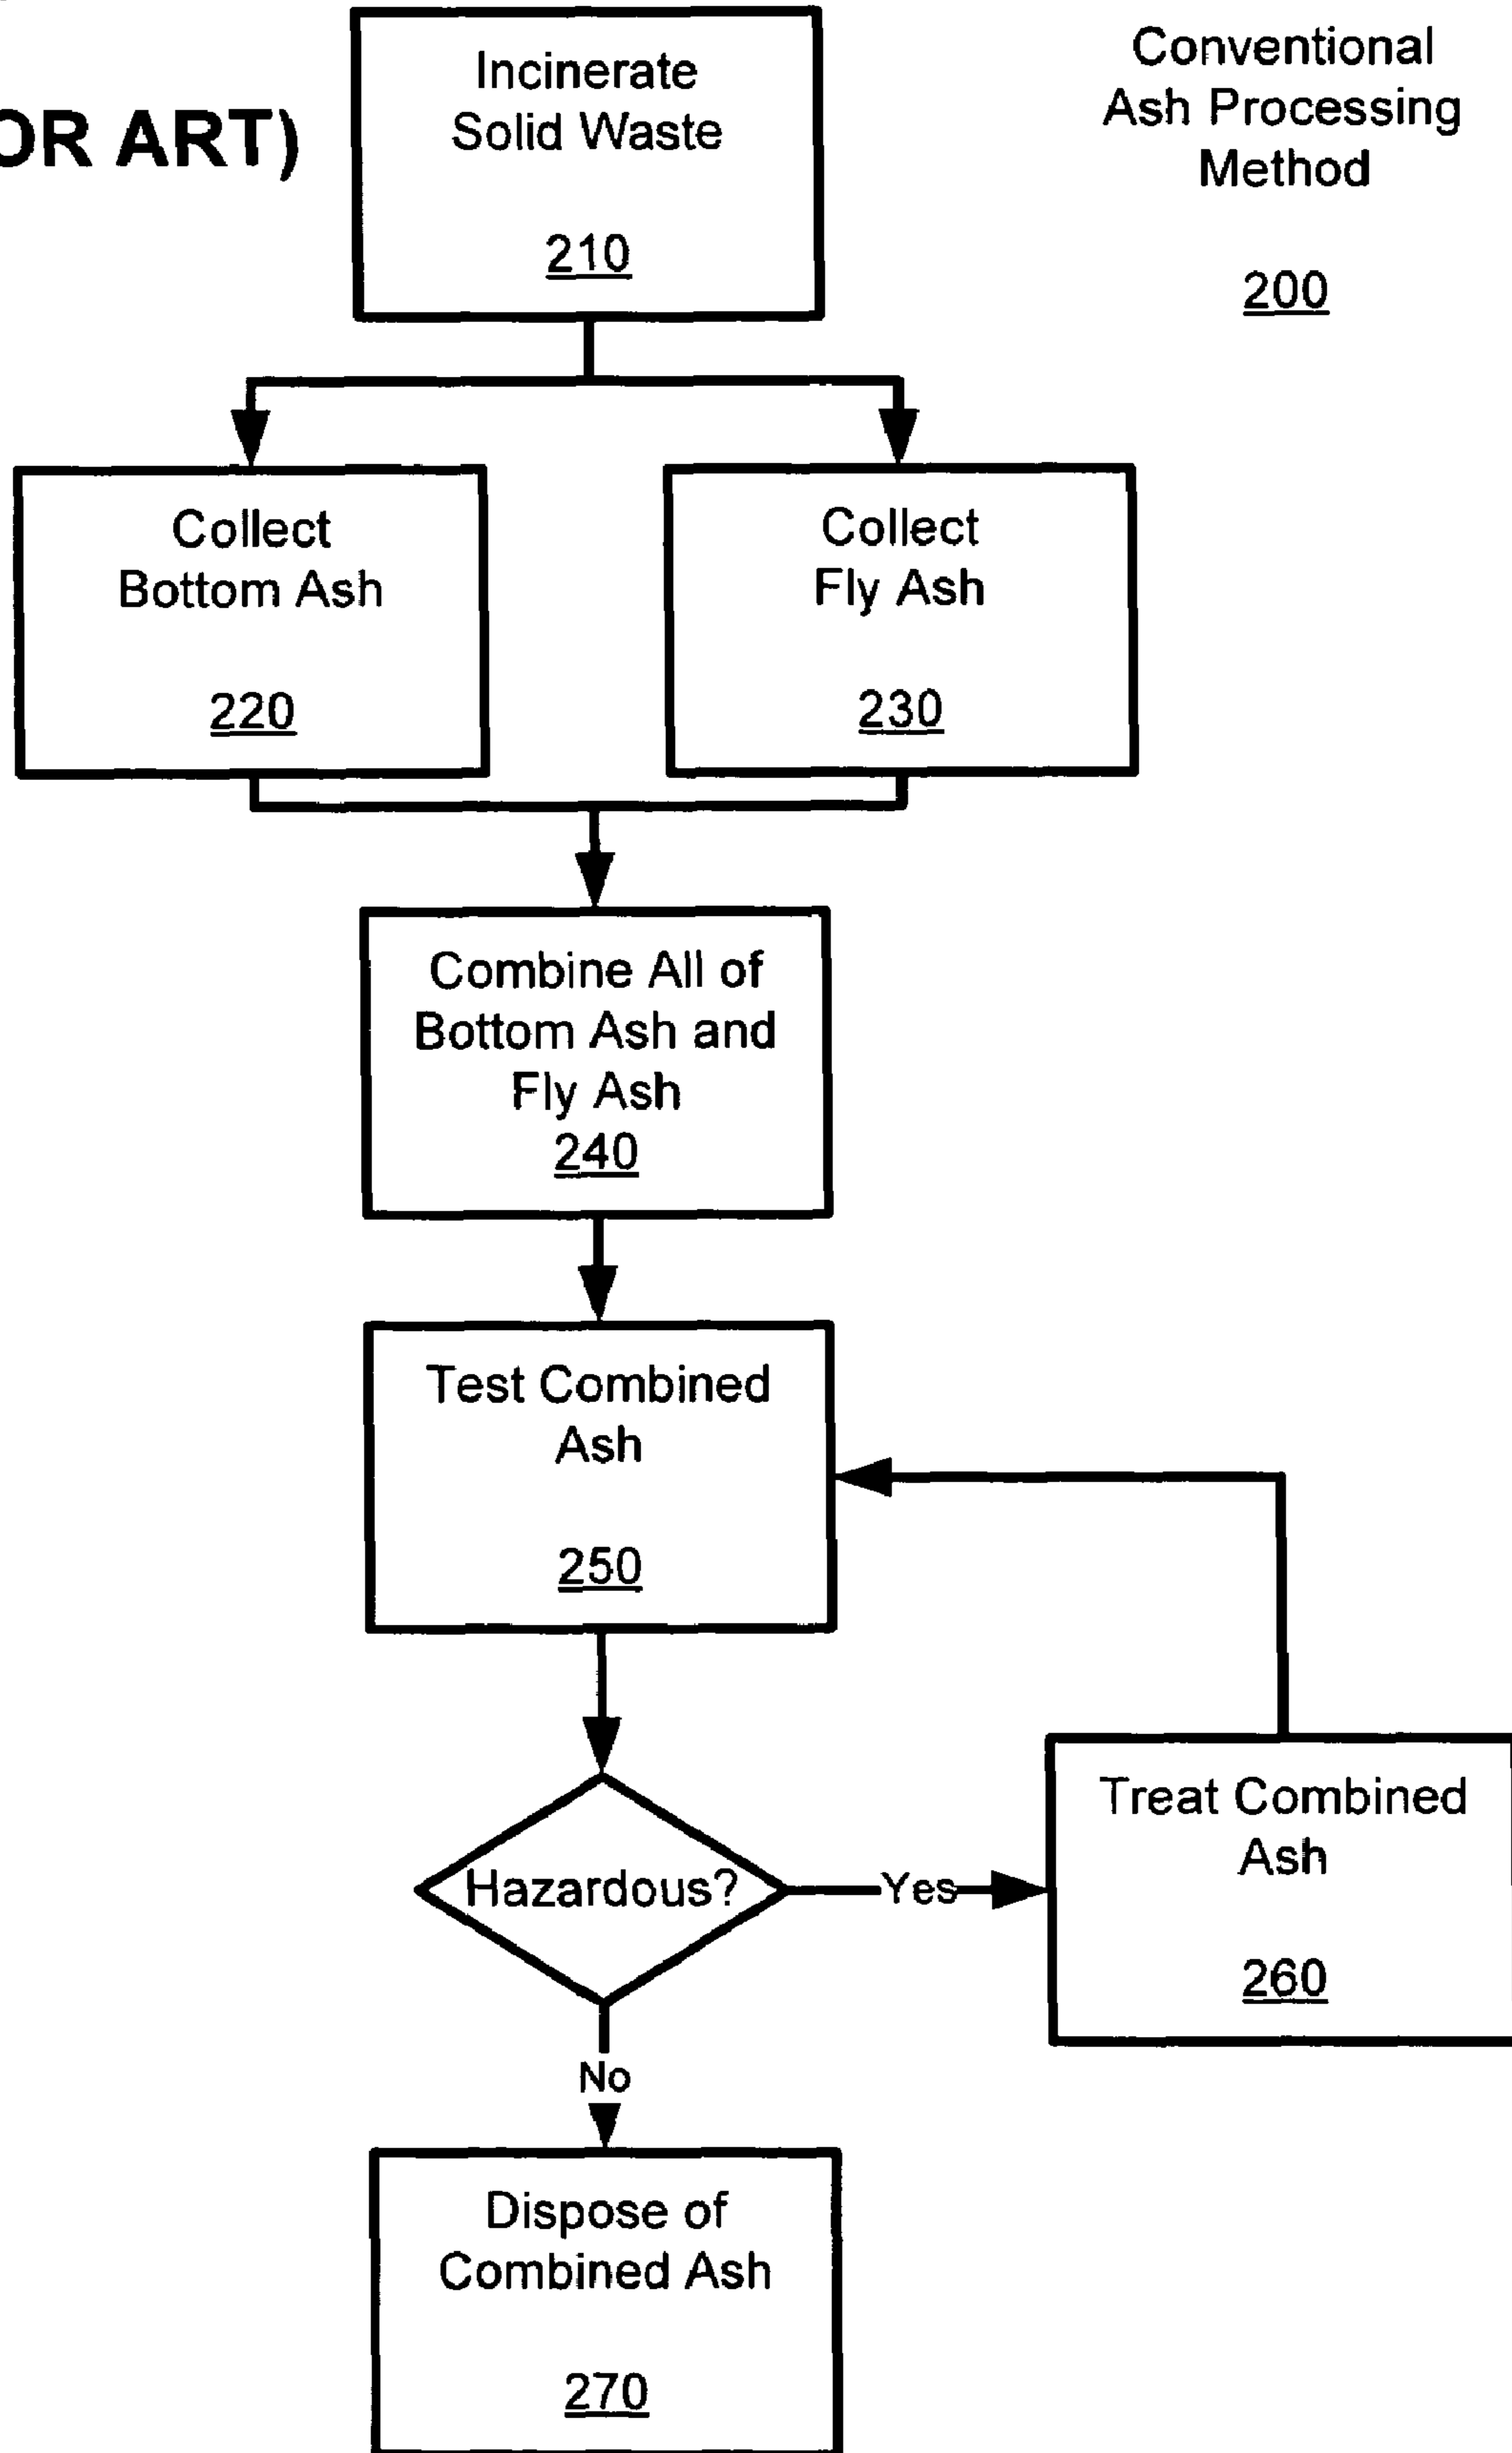 Incinerate
Solid Waste
210
Conventional
Ash Processing
Method
200
OR ART)
Collect
Bottom Ash
220
Collect
Fly Ash
230
Combine All of
Bottom Ash and
Fly Ash
240
Test Combined
Ash
250
Hazardous?
Yes
Treat Combined
Ash
260
No
Dispose of
Combined Ash
270